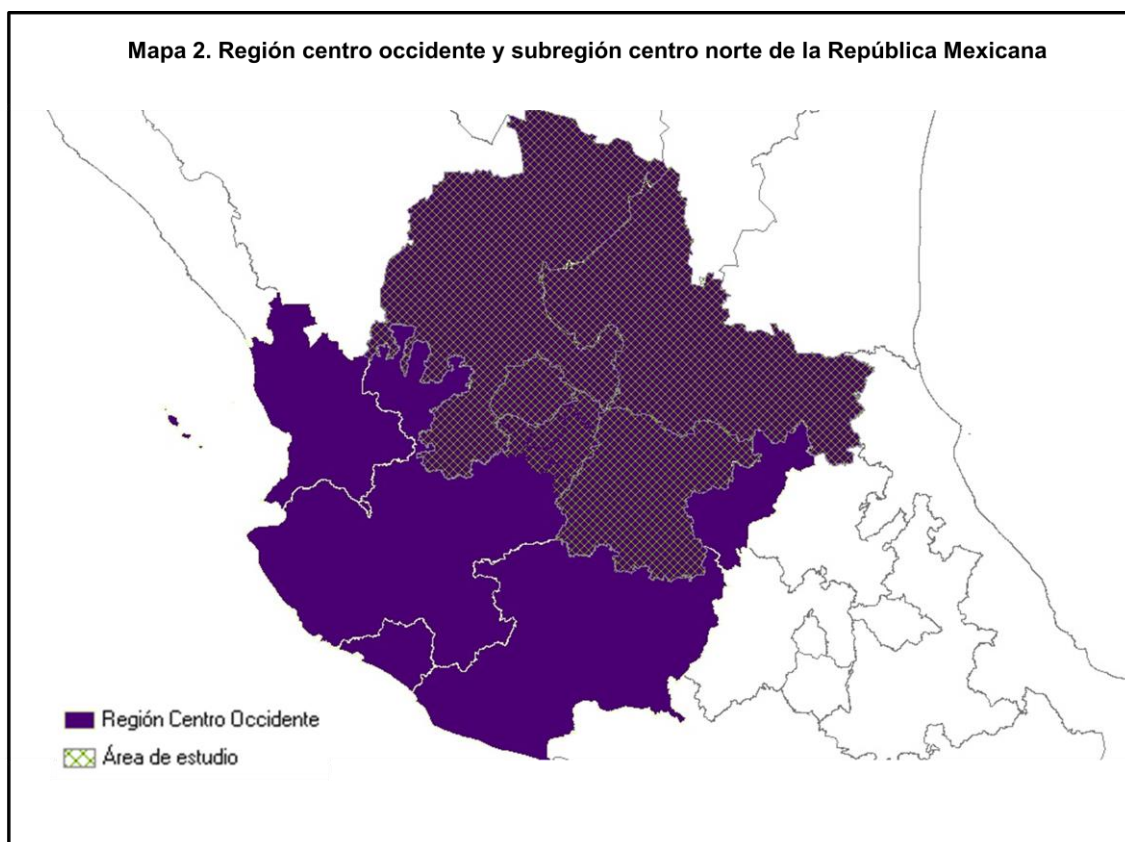 Mapa 2. Región centro occidente y subregión centro norte de la República Mexicana
Región Centro Occidente
Área de estudio